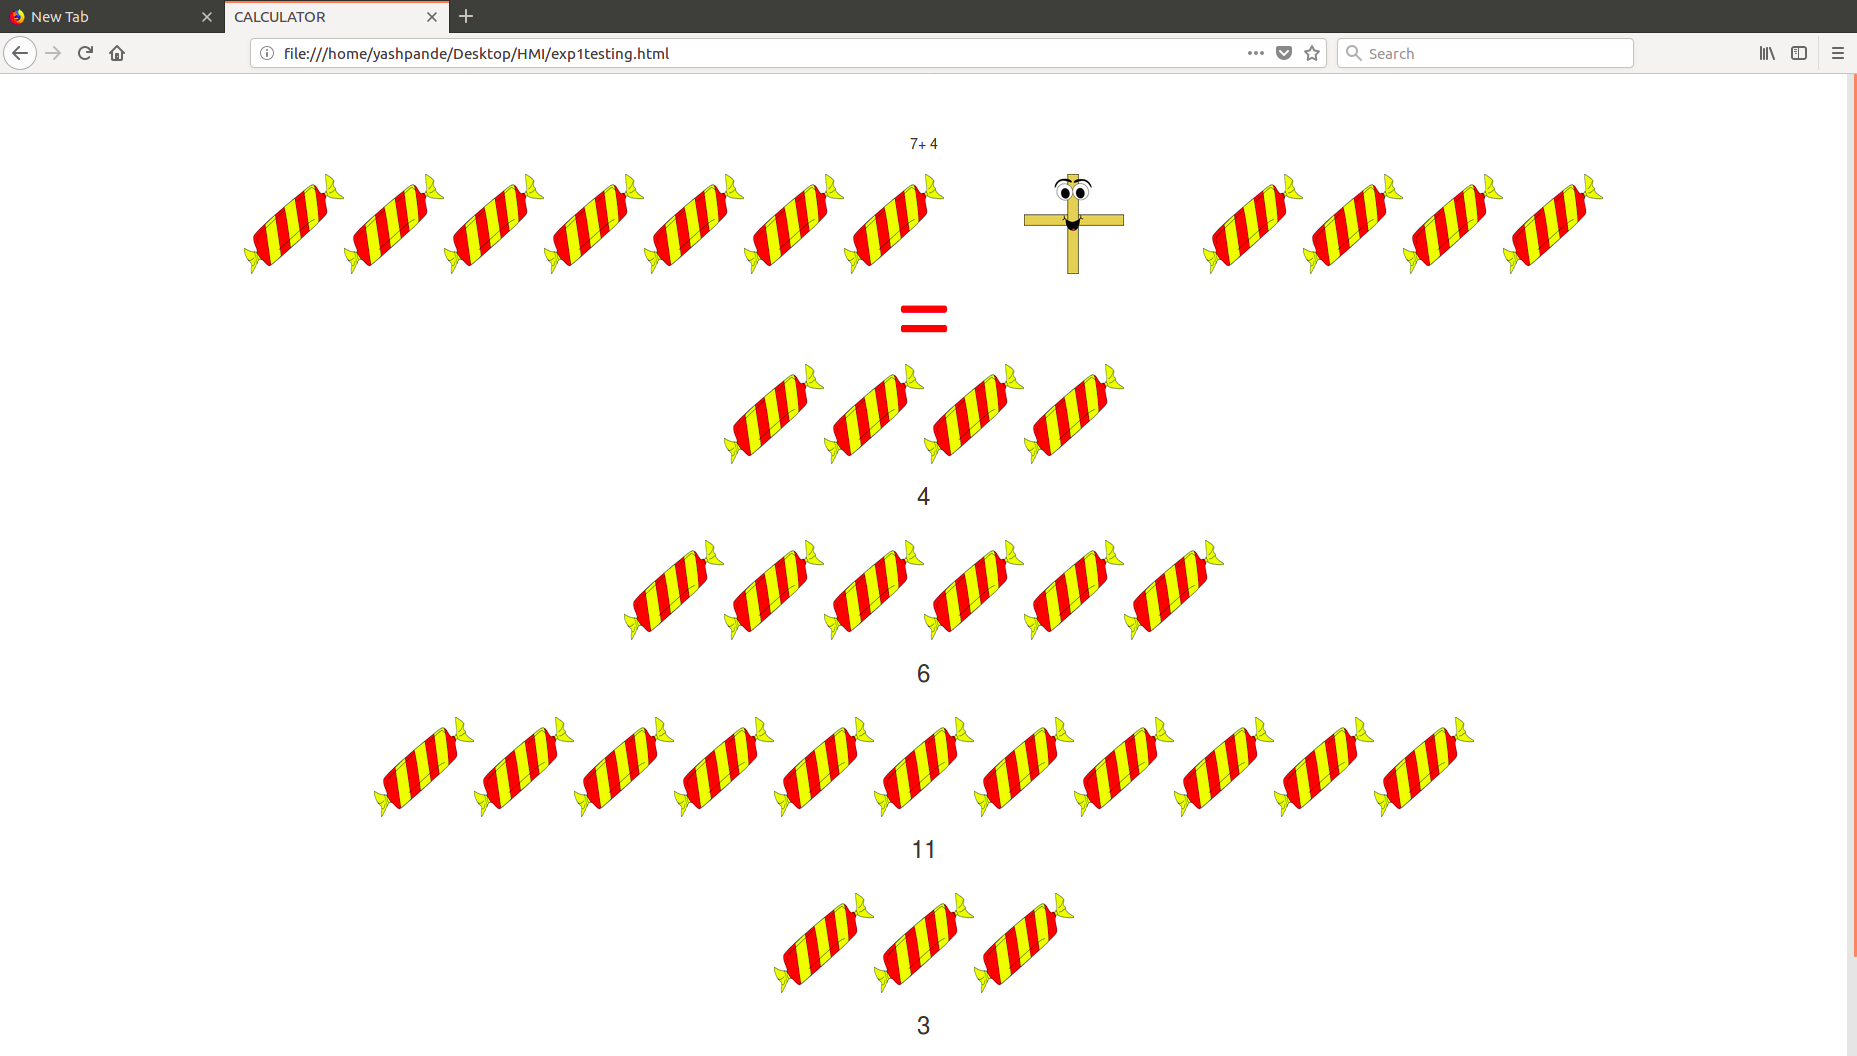 New Tab
CALCULATOR
file:///home/yashpande/Desktop/HMI/exp1testing.html
Search
7+ 4
=
4
6
11
3